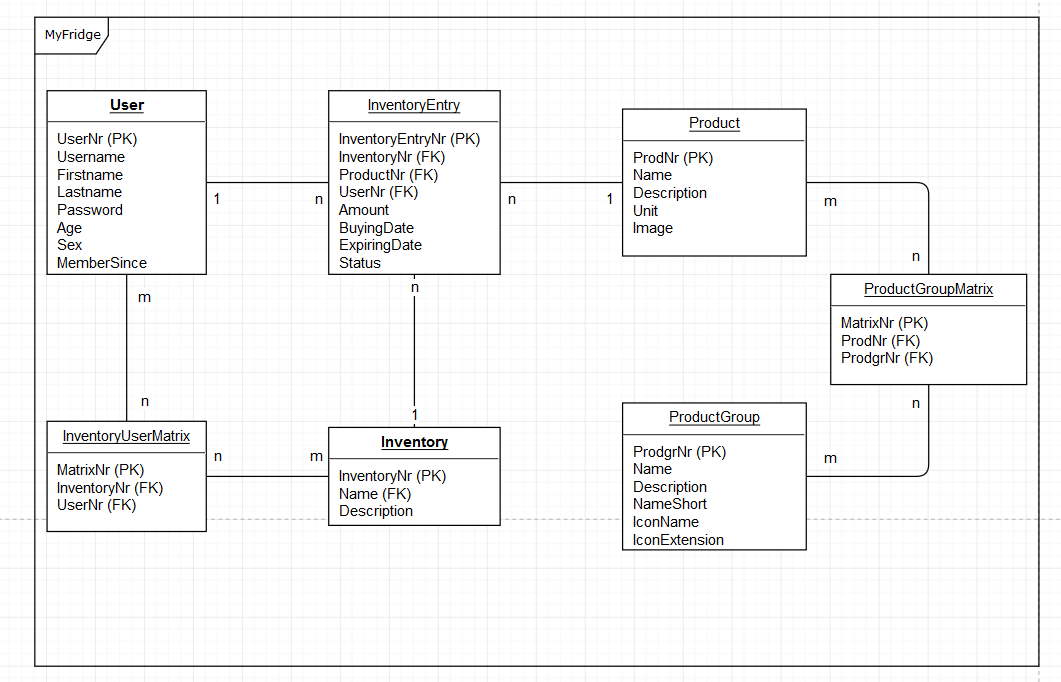 MyFridge
User
UserNr (PK)
Username
Firstname
Lastname
Password
Age
Sex
MemberSince
1
n
InventoryEntry
InventoryEntryNr (PK)
InventoryNr (FK)
ProductNr (FK)
UserNr (FK)
Amount
BuyingDate
ExpiringDate
Status
n
1
Product
ProdNr (PK)
Name
Description
Unit
Image
m
n
ProductGroupMatrix
MatrixNr (PK)
ProdNr (FK)
ProdgrNr (FK)
n
m
ProductGroup
ProdgrNr (PK)
Name
Description
NameShort
IconName
IconExtension
m
n
InventoryUserMatrix
MatrixNr (PK)
InventoryNr (FK)
UserNr (FK)
n
m
n
1
Inventory
InventoryNr (PK)
Name (FK)
Description